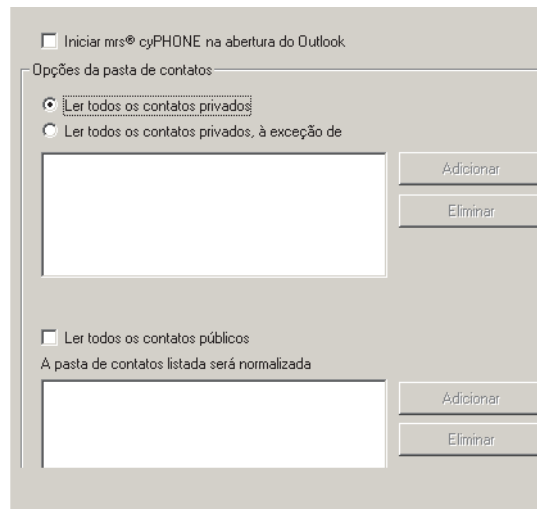 Iniciar mrs® cyPHONE na abertura do Outlook
Opções da pasta de contatos
Ler todos os contatos privados
Ler todos os contatos privados, à exceção de
Adicionar
Eliminar
Ler todos os contatos públicos
A pasta de contatos listada será normalizada
Adicionar
Eliminar